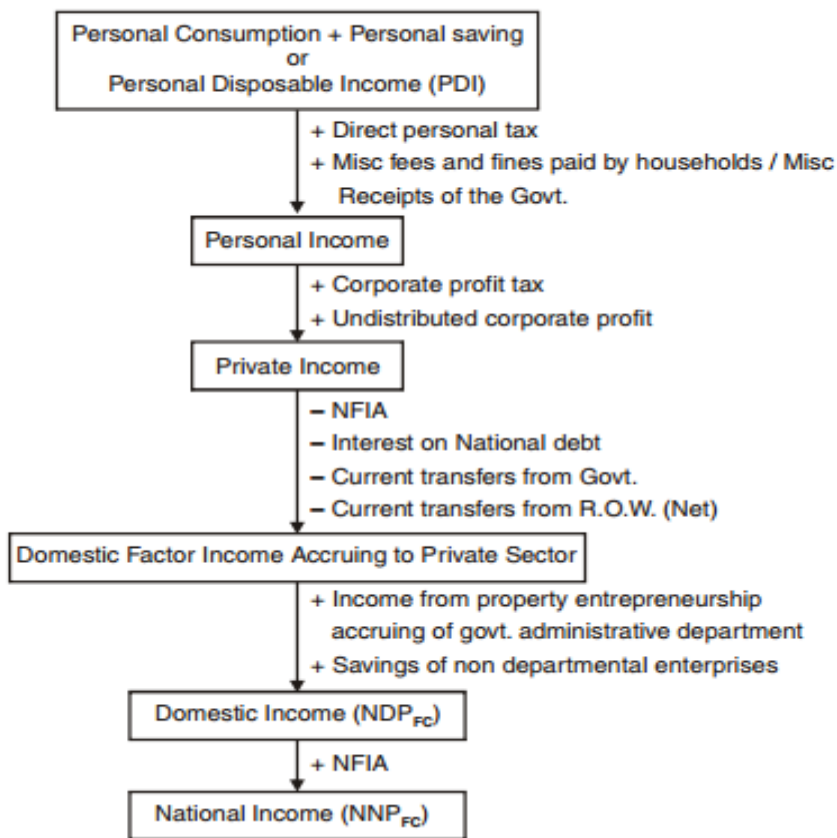 Personal Consumption + Personal saving
or
Personal Disposable Income (PDI)
+ Direct personal tax
+ Misc fees and fines paid by households / Misc
Receipts of the Govt.
Personal Income
+ Corporate profit tax
+ Undistributed corporate profit
Private Income
– NFIA
– Interest on National debt
– Current transfers from Govt.
– Current transfers from R.O.W. (Net)
Domestic Factor Income Accruing to Private Sector
+ Income from property entrepreneurship
accruing of govt. administrative department
+ Savings of non departmental enterprises
Domestic Income (NDP_FC)
+ NFIA
National Income (NNP_FC)